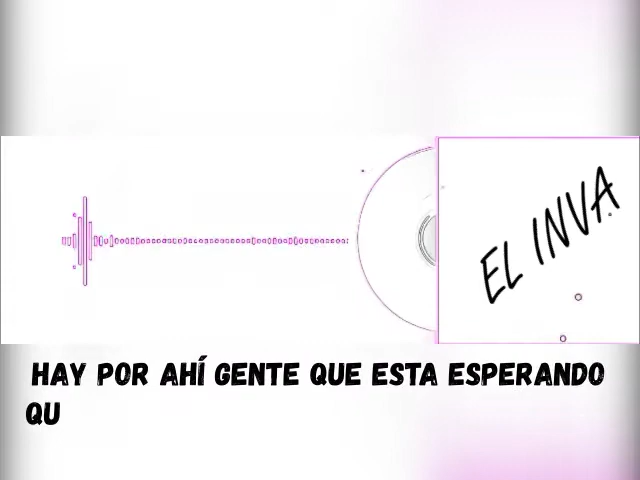 EL INVA
HAY POR AHÍ GENTE QUE ESTA ESPERANDO
QU